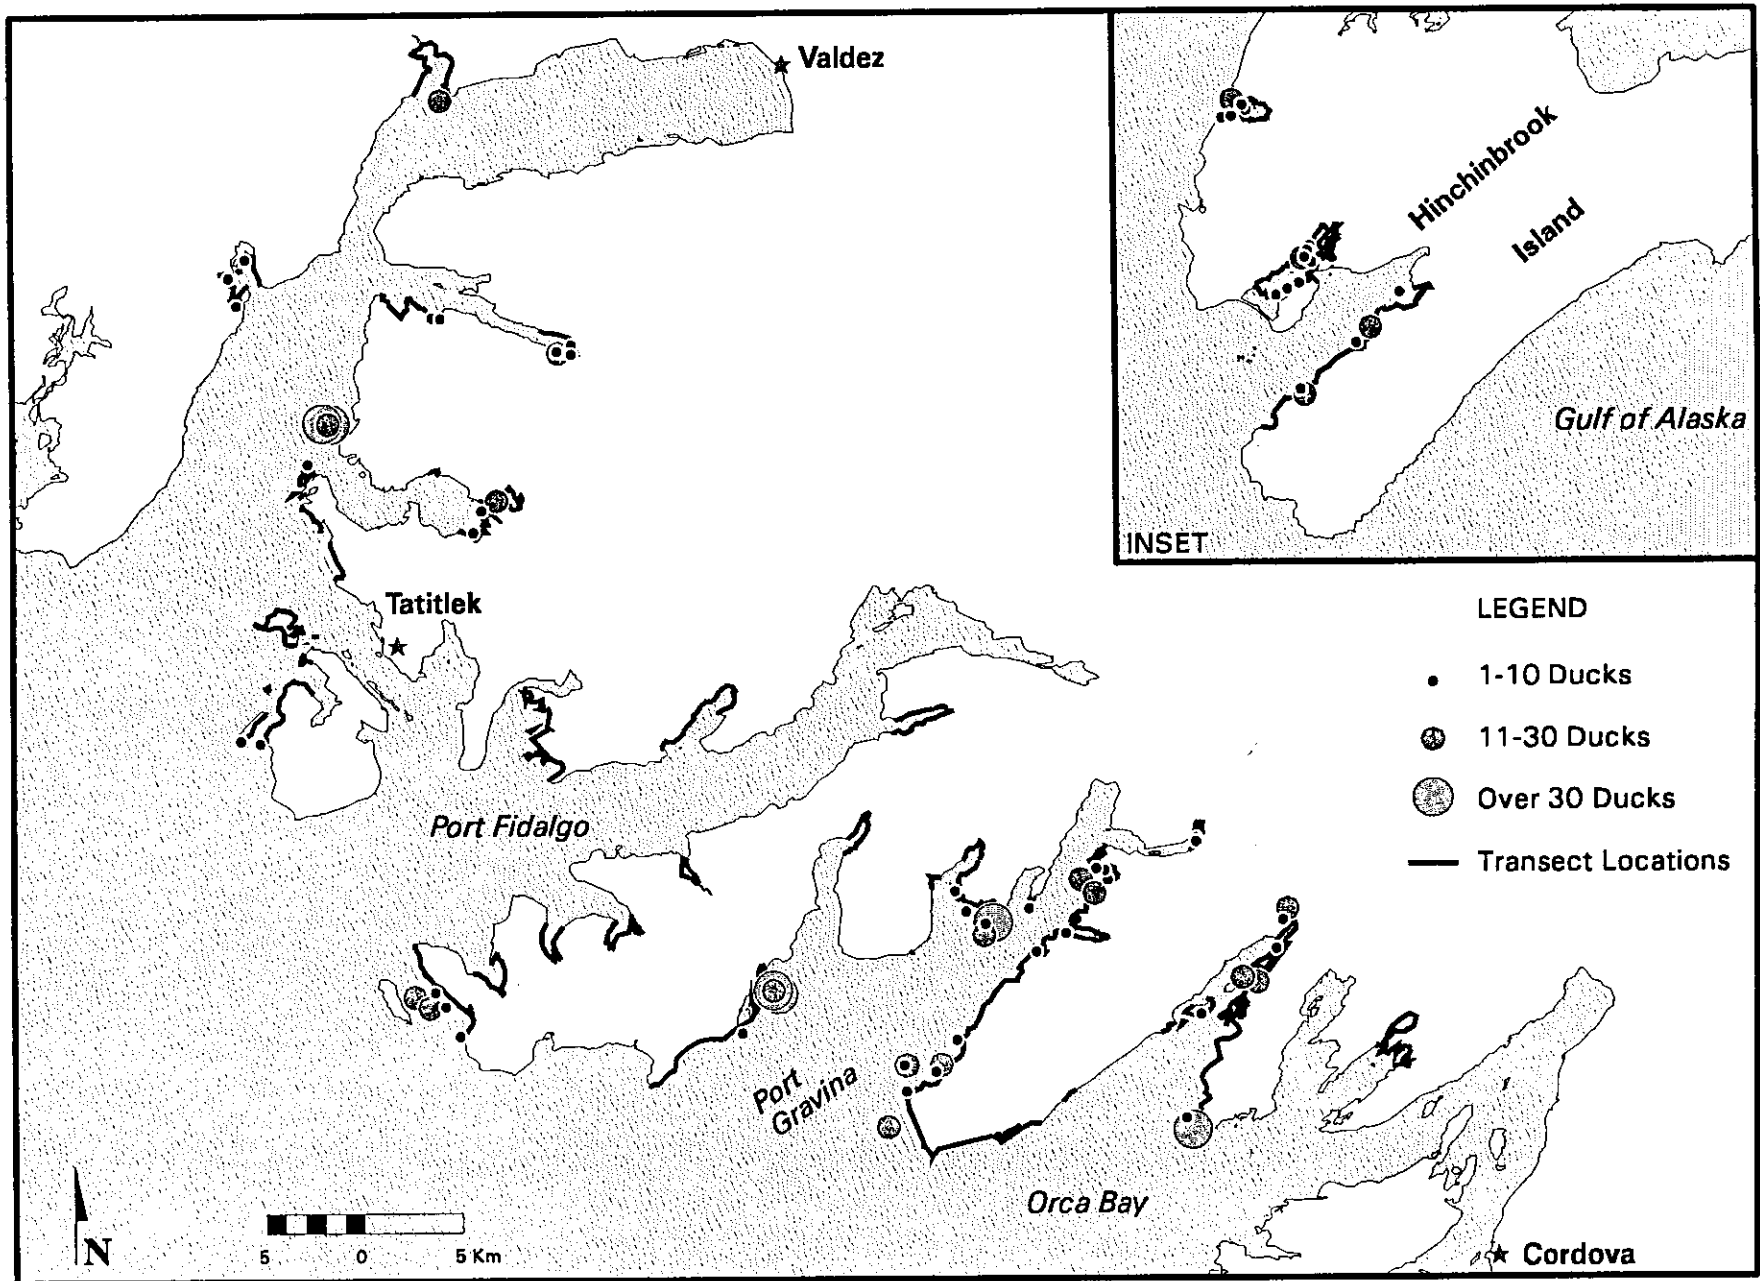 Valdez
Hinchinbrook
Island
Gulf of Alaska
INSET
Tatitlek
LEGEND
1-10 Ducks
11-30 Ducks
Over 30 Ducks
Transect Locations
Port Fidalgo
Port
Gravina
Orca Bay
N
5 0 5 Km
Cordova